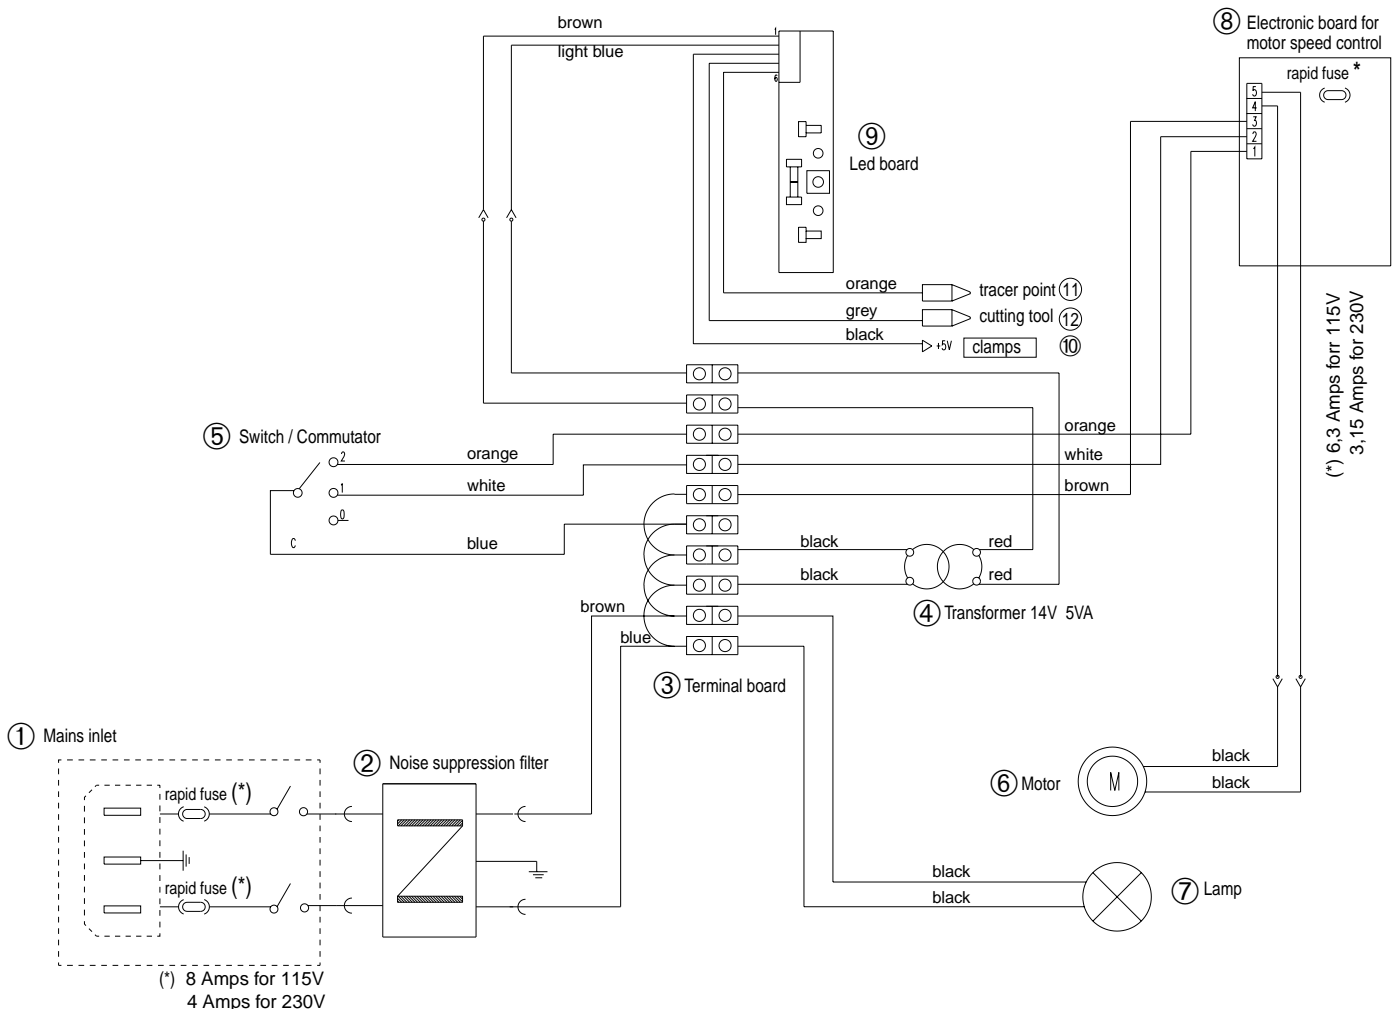 brown
light blue
1
6
⑧ Electronic board for
motor speed control
rapid fuse *
5
4
3
2
1
⑨
Led board
orange
tracer point ⑪
grey
cutting tool ⑫
black
+5V
clamps
⑩
(*) 6,3 Amps forr 115V
3,15 Amps for 230V
⑤ Switch / Commutator
2
orange
orange
white
1
white
brown
0
C
blue
black
red
black
red
④ Transformer 14V 5VA
brown
blue
③ Terminal board
① Mains inlet
② Noise suppression filter
rapid fuse (*)
rapid fuse (*)
(*) 8 Amps for 115V
4 Amps for 230V
⑥ Motor
M
black
black
black
black
⑦ Lamp